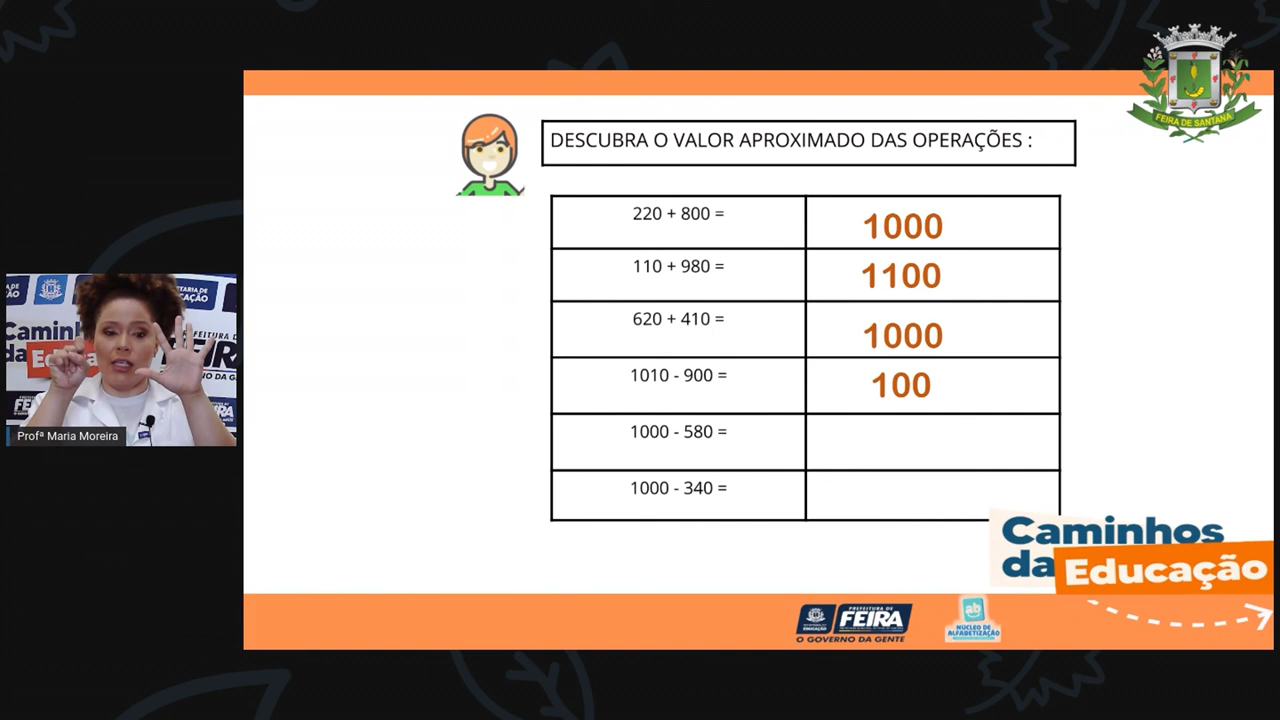 FEIRA DE SANTANA
DESCUBRA O VALOR APROXIMADO DAS OPERAÇÕES :
220 + 800 = 1000
110 + 980 = 1100
620 + 410 = 1000
1010 - 900 = 100
1000 - 580 =
1000 - 340 =
Profª Maria Moreira
Caminhos
da Educação
PREFEITURA DE
FEIRA
EDUCAÇÃO
O GOVERNO DA GENTE
ab
NÚCLEO DE
ALFABETIZAÇÃO